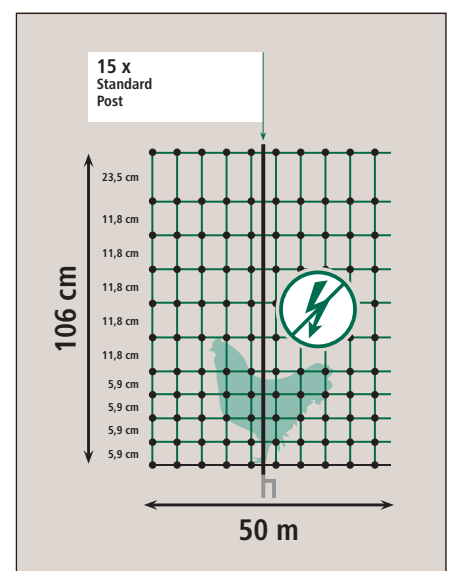 15 x
Standard
Post
23,5 cm
11,8 cm
11,8 cm
11,8 cm
11,8 cm
11,8 cm
5,9 cm
5,9 cm
5,9 cm
5,9 cm
106 cm
50 m